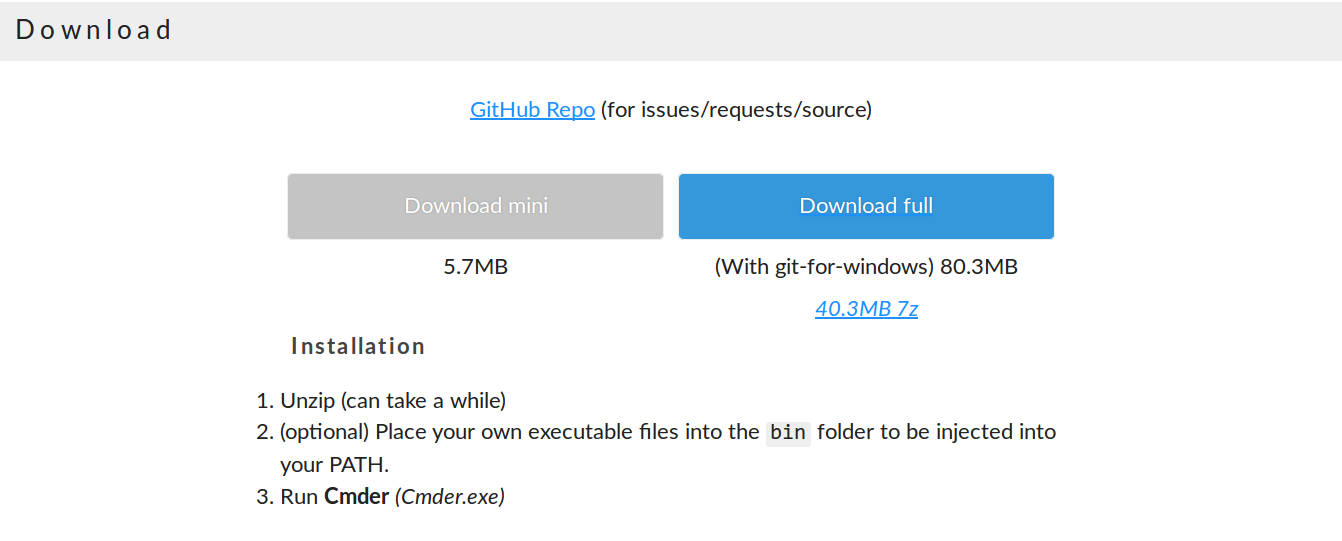 Download
GitHub Repo (for issues/requests/source)
Download mini
Download full
5.7MB
(With git-for-windows) 80.3MB
40.3MB 7z
Installation
1. Unzip (can take a while)
2. (optional) Place your own executable files into the bin folder to be injected into
your PATH.
3. Run Cmder (Cmder.exe)